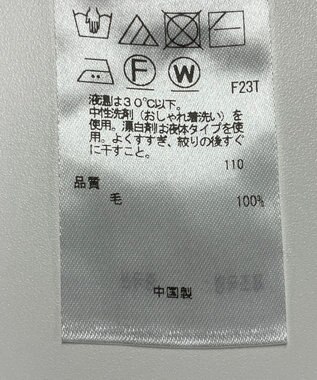 F W
F23T
液温は30℃以下。
中性洗剤（おしゃれ着洗い）を
使用。漂白剤は液体タイプを使
用。よくすすぎ、絞りの後すぐ
に干すこと。
110
品質
毛 100%
中国製